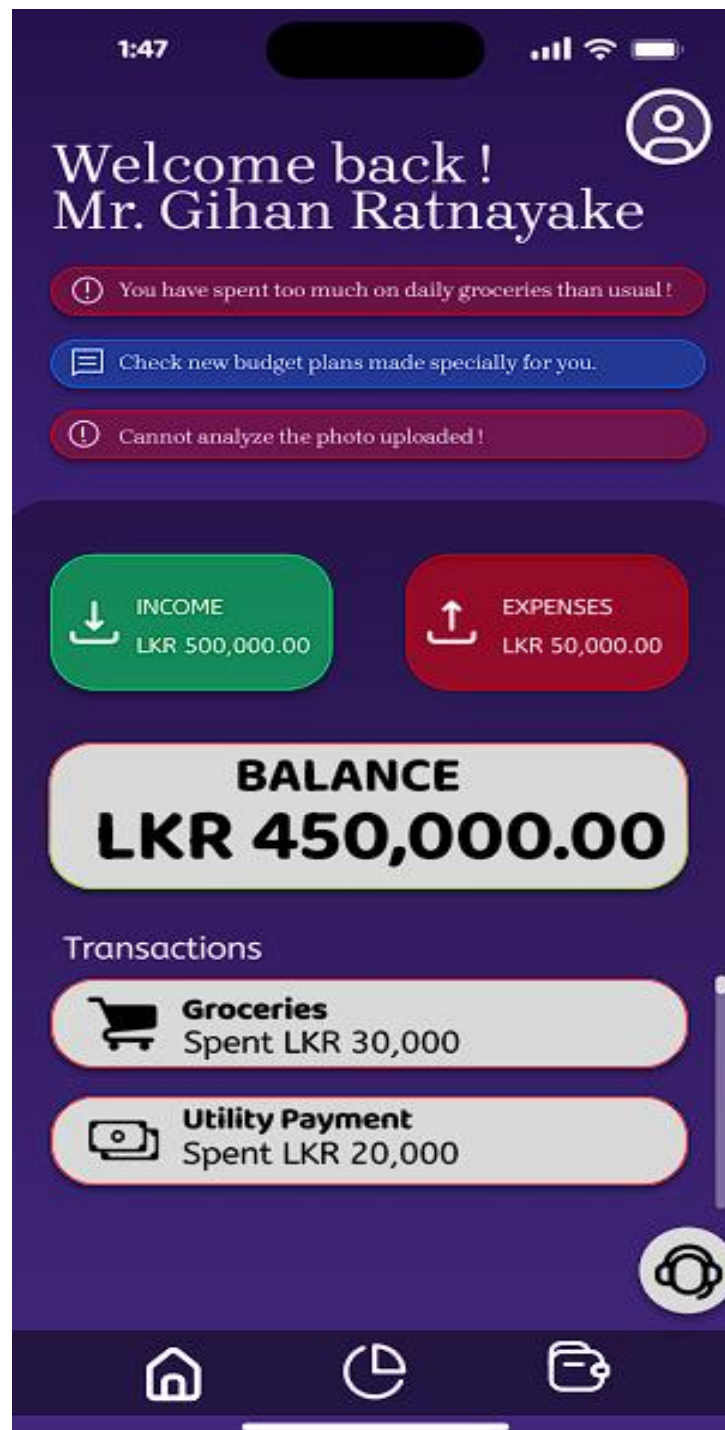 1:47
Welcome back !
Mr. Gihan Ratnayake
You have spent too much on daily groceries than usual !
Check new budget plans made specially for you.
Cannot analyze the photo uploaded !
INCOME
LKR 500,000.00
EXPENSES
LKR 50,000.00
BALANCE
LKR 450,000.00
Transactions
Groceries
Spent LKR 30,000
Utility Payment
Spent LKR 20,000